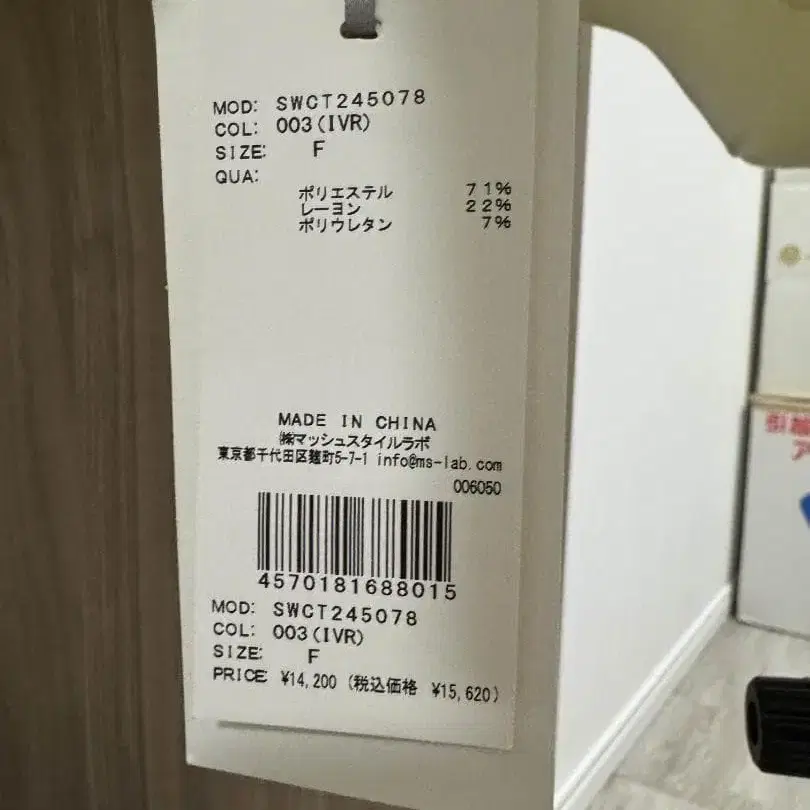 MOD: SWCT245078
COL: 003(IVR)
SIZE: F
QUA:
ポリエステル 71%
レーヨン 22%
ポリウレタン 7%
MADE IN CHINA
㈱マッシュスタイルラボ
東京都千代田区麹町5-7-1 info@ms-lab.com
006050
4570181688015
MOD: SWCT245078
COL: 003(IVR)
SIZE: F
PRICE: ¥14,200 (税込価格 ¥15,620)